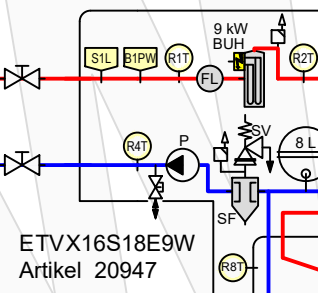 9 kW
BUH
S1L
B1PW
R1T
FL
R2T
R4T
P
SV
8 L
SF
ETVX16S18E9W
R8T
Artikel 20947